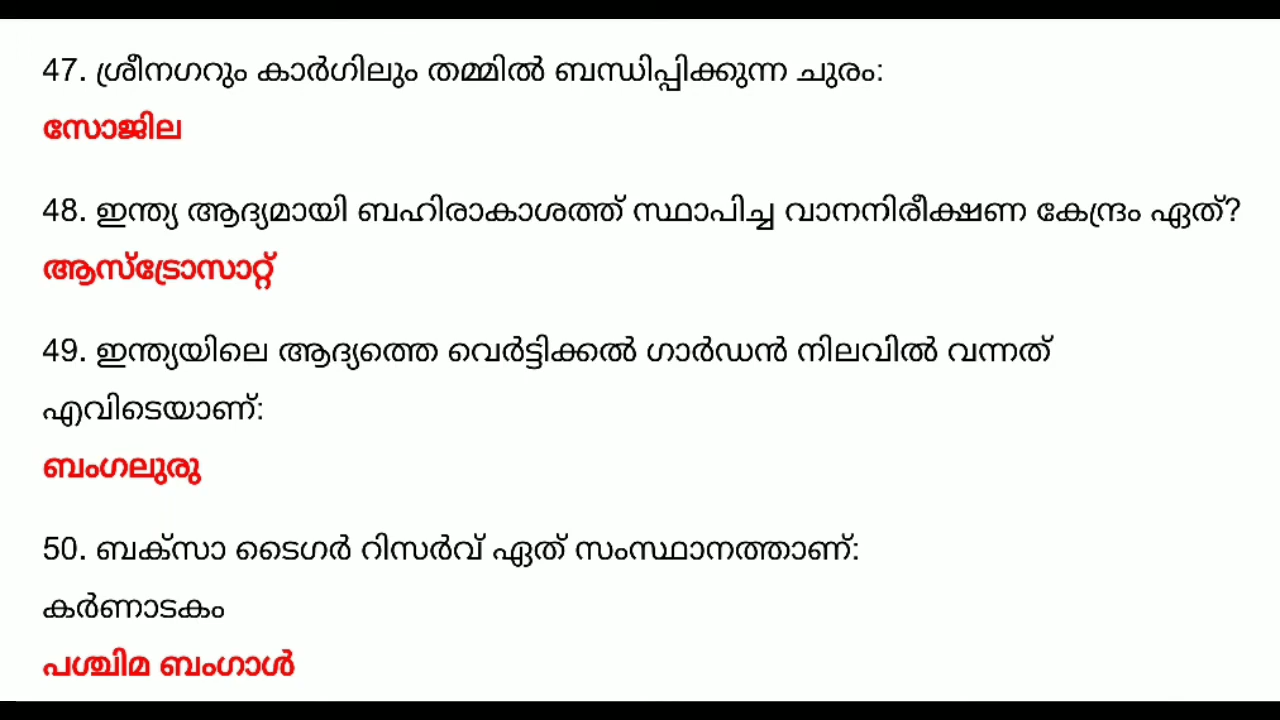 47. ശ്രീനഗറും കാർഗിലും തമ്മിൽ ബന്ധിപ്പിക്കുന്ന ചുരം:
സോജില
48. ഇന്ത്യ ആദ്യമായി ബഹിരാകാശത്ത് സ്ഥാപിച്ച വാനനിരീക്ഷണ കേന്ദ്രം ഏത്?
ആസ്ട്രോസാറ്റ്
49. ഇന്ത്യയിലെ ആദ്യത്തെ വെർട്ടിക്കൽ ഗാർഡൻ നിലവിൽ വന്നത്
എവിടെയാണ്:
ബംഗലുരു
50. ബക്സാ ടൈഗർ റിസർവ് ഏത് സംസ്ഥാനത്താണ്:
കർണാടകം
പശ്ചിമ ബംഗാൾ